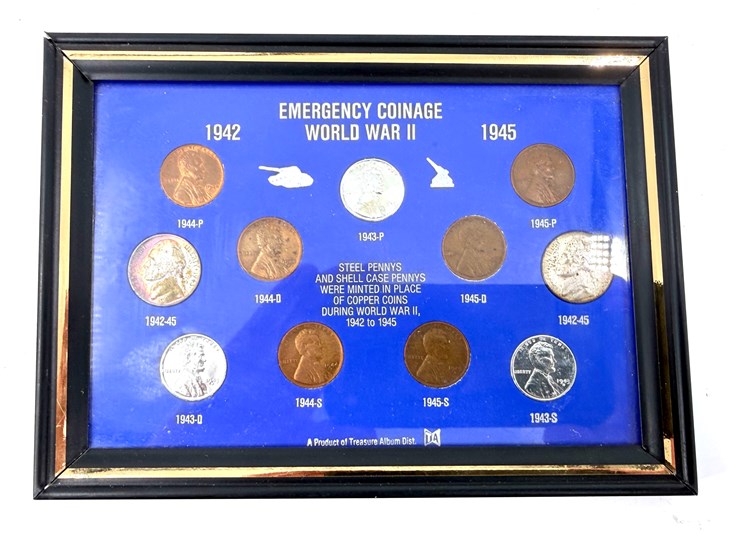 EMERGENCY COINAGE
WORLD WAR II
1942
1945
1944-P
1943-P
1945-P
1942-45
1944-D
STEEL PENNYS
AND SHELL CASE PENNYS
WERE MINTED IN PLACE
OF COPPER COINS
DURING WORLD WAR II,
1942 to 1945
1945-D
1942-45
1943-D
1944-S
1945-S
1943-S
A Product of Treasure Album Dist.
TA